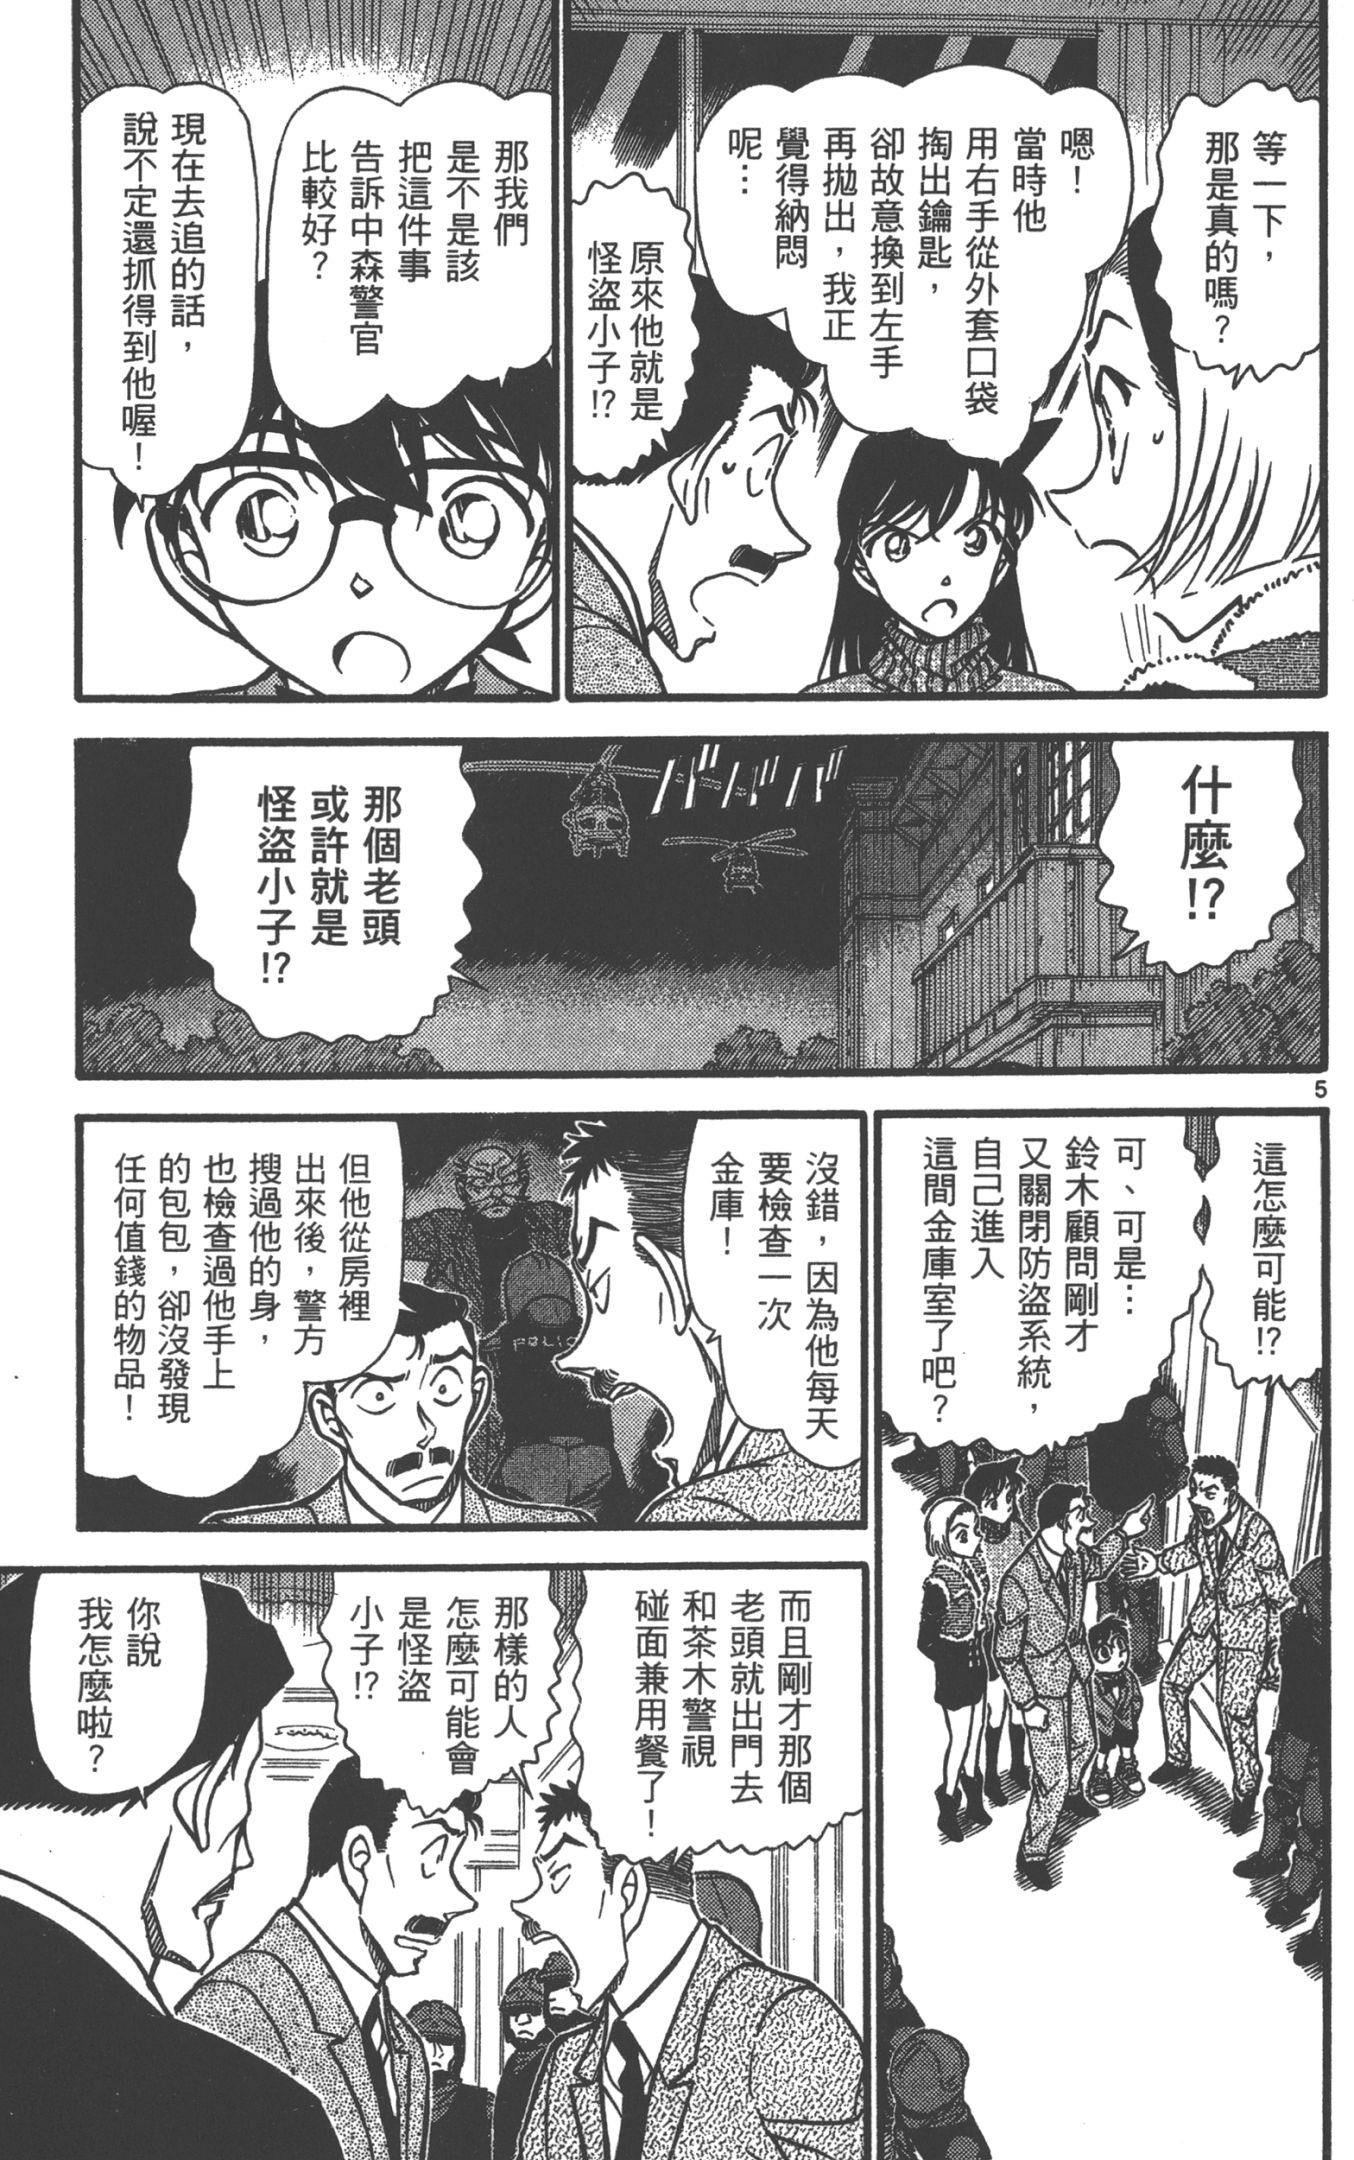 等一下，
那是真的嗎？
嗯！
當時他
用右手從外套口袋
掏出鑰匙，
卻故意換到左手
再拋出，我正
覺得納悶
呢…
原來他就是
怪盜小子!?
那我們
是不是該
把這件事
告訴中森警官
比較好？
現在去追的話，
說不定還抓得到他喔！
什麼!?
那個老頭
或許就是
怪盜小子!?
5
這怎麼可能!?
可、可是…
鈴木顧問剛才
又關閉防盜系統，
自己進入
這間金庫室了吧？
沒錯，因為他每天
要檢查一次
金庫！
但他從房裡
出來後，警方
搜過他的身，
也檢查過他手上
的包包，卻沒發現
任何值錢的物品！
POLICE
而且剛才那個
老頭就出門去
和茶木警視
碰面兼用餐了！
那樣的人
怎麼可能會
是怪盜
小子!?
你說
我怎麼啦？